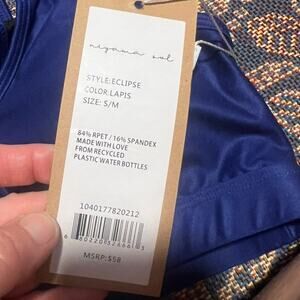 niyama sol
STYLE:ECLIPSE
COLOR:LAPIS
SIZE: S/M
84% RPET / 16% SPANDEX
MADE WITH LOVE
FROM RECYCLED
PLASTIC WATER BOTTLES
1040177820212
MSRP: $58